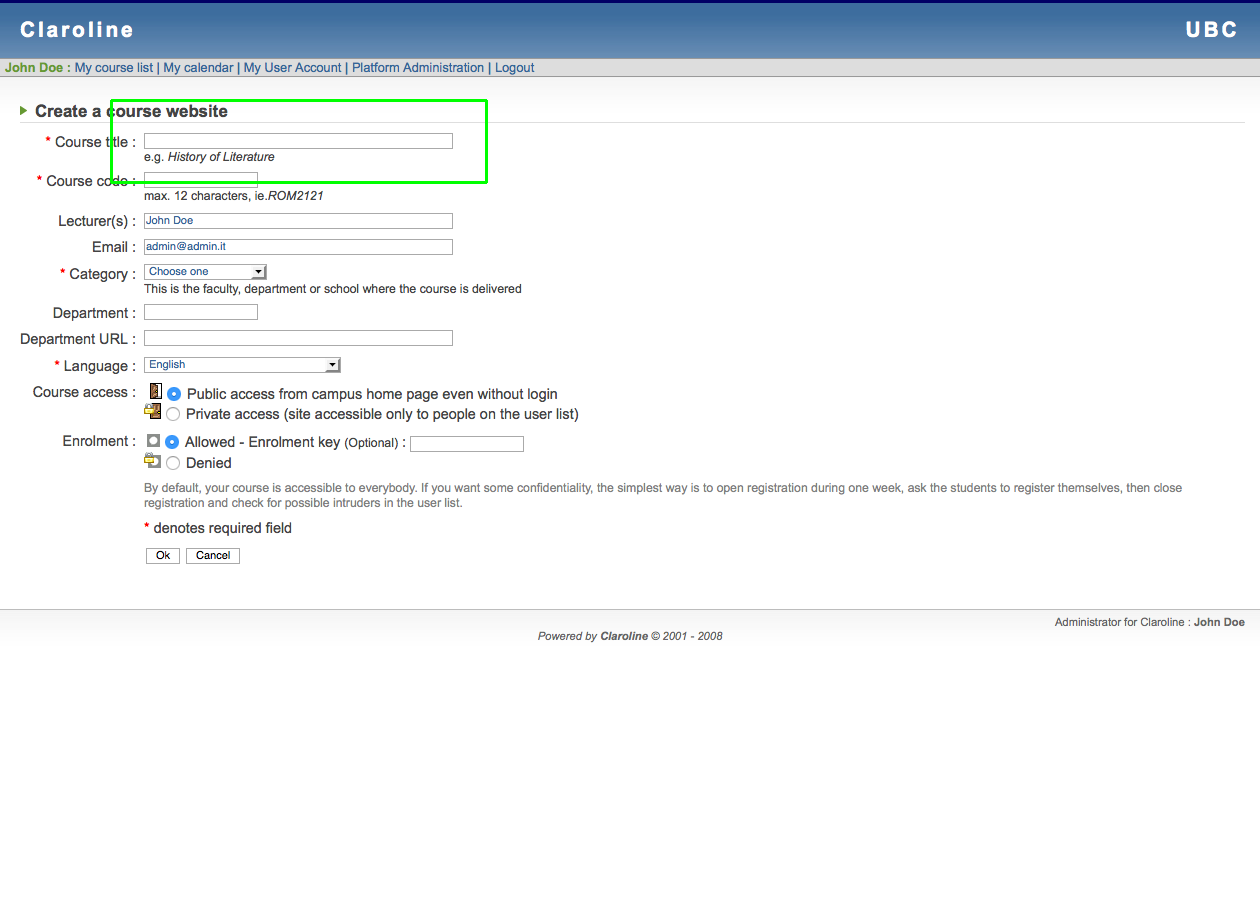 Claroline UBC
John Doe : My course list | My calendar | My User Account | Platform Administration | Logout
Create a course website
* Course title :
e.g. History of Literature
* Course code :
max. 12 characters, ie.ROM2121
Lecturer(s) : John Doe
Email : admin@admin.it
* Category : Choose one
This is the faculty, department or school where the course is delivered
Department :
Department URL :
* Language : English
Course access : Public access from campus home page even without login
Private access (site accessible only to people on the user list)
Enrolment : Allowed - Enrolment key (Optional) :
Denied
By default, your course is accessible to everybody. If you want some confidentiality, the simplest way is to open registration during one week, ask the students to register themselves, then close
registration and check for possible intruders in the user list.
* denotes required field
Ok Cancel
Administrator for Claroline : John Doe
Powered by Claroline © 2001 - 2008